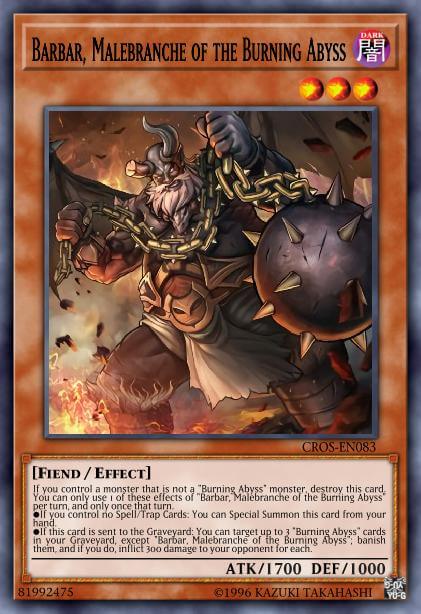 Barbar, Malebranche of the Burning Abyss
DARK
闇
CROS-EN083
[Fiend / Effect]
If you control a monster that is not a "Burning Abyss" monster, destroy this card.
You can only use 1 of these effects of "Barbar, Malebranche of the Burning Abyss"
per turn, and only once that turn.
●If you control no Spell/Trap Cards: You can Special Summon this card from your
hand.
●If this card is sent to the Graveyard: You can target up to 3 "Burning Abyss" cards
in your Graveyard, except "Barbar, Malebranche of the Burning Abyss"; banish
them, and if you do, inflict 300 damage to your opponent for each.
ATK/1700 DEF/1000
81992475
©1996 KAZUKI TAKAHASHI